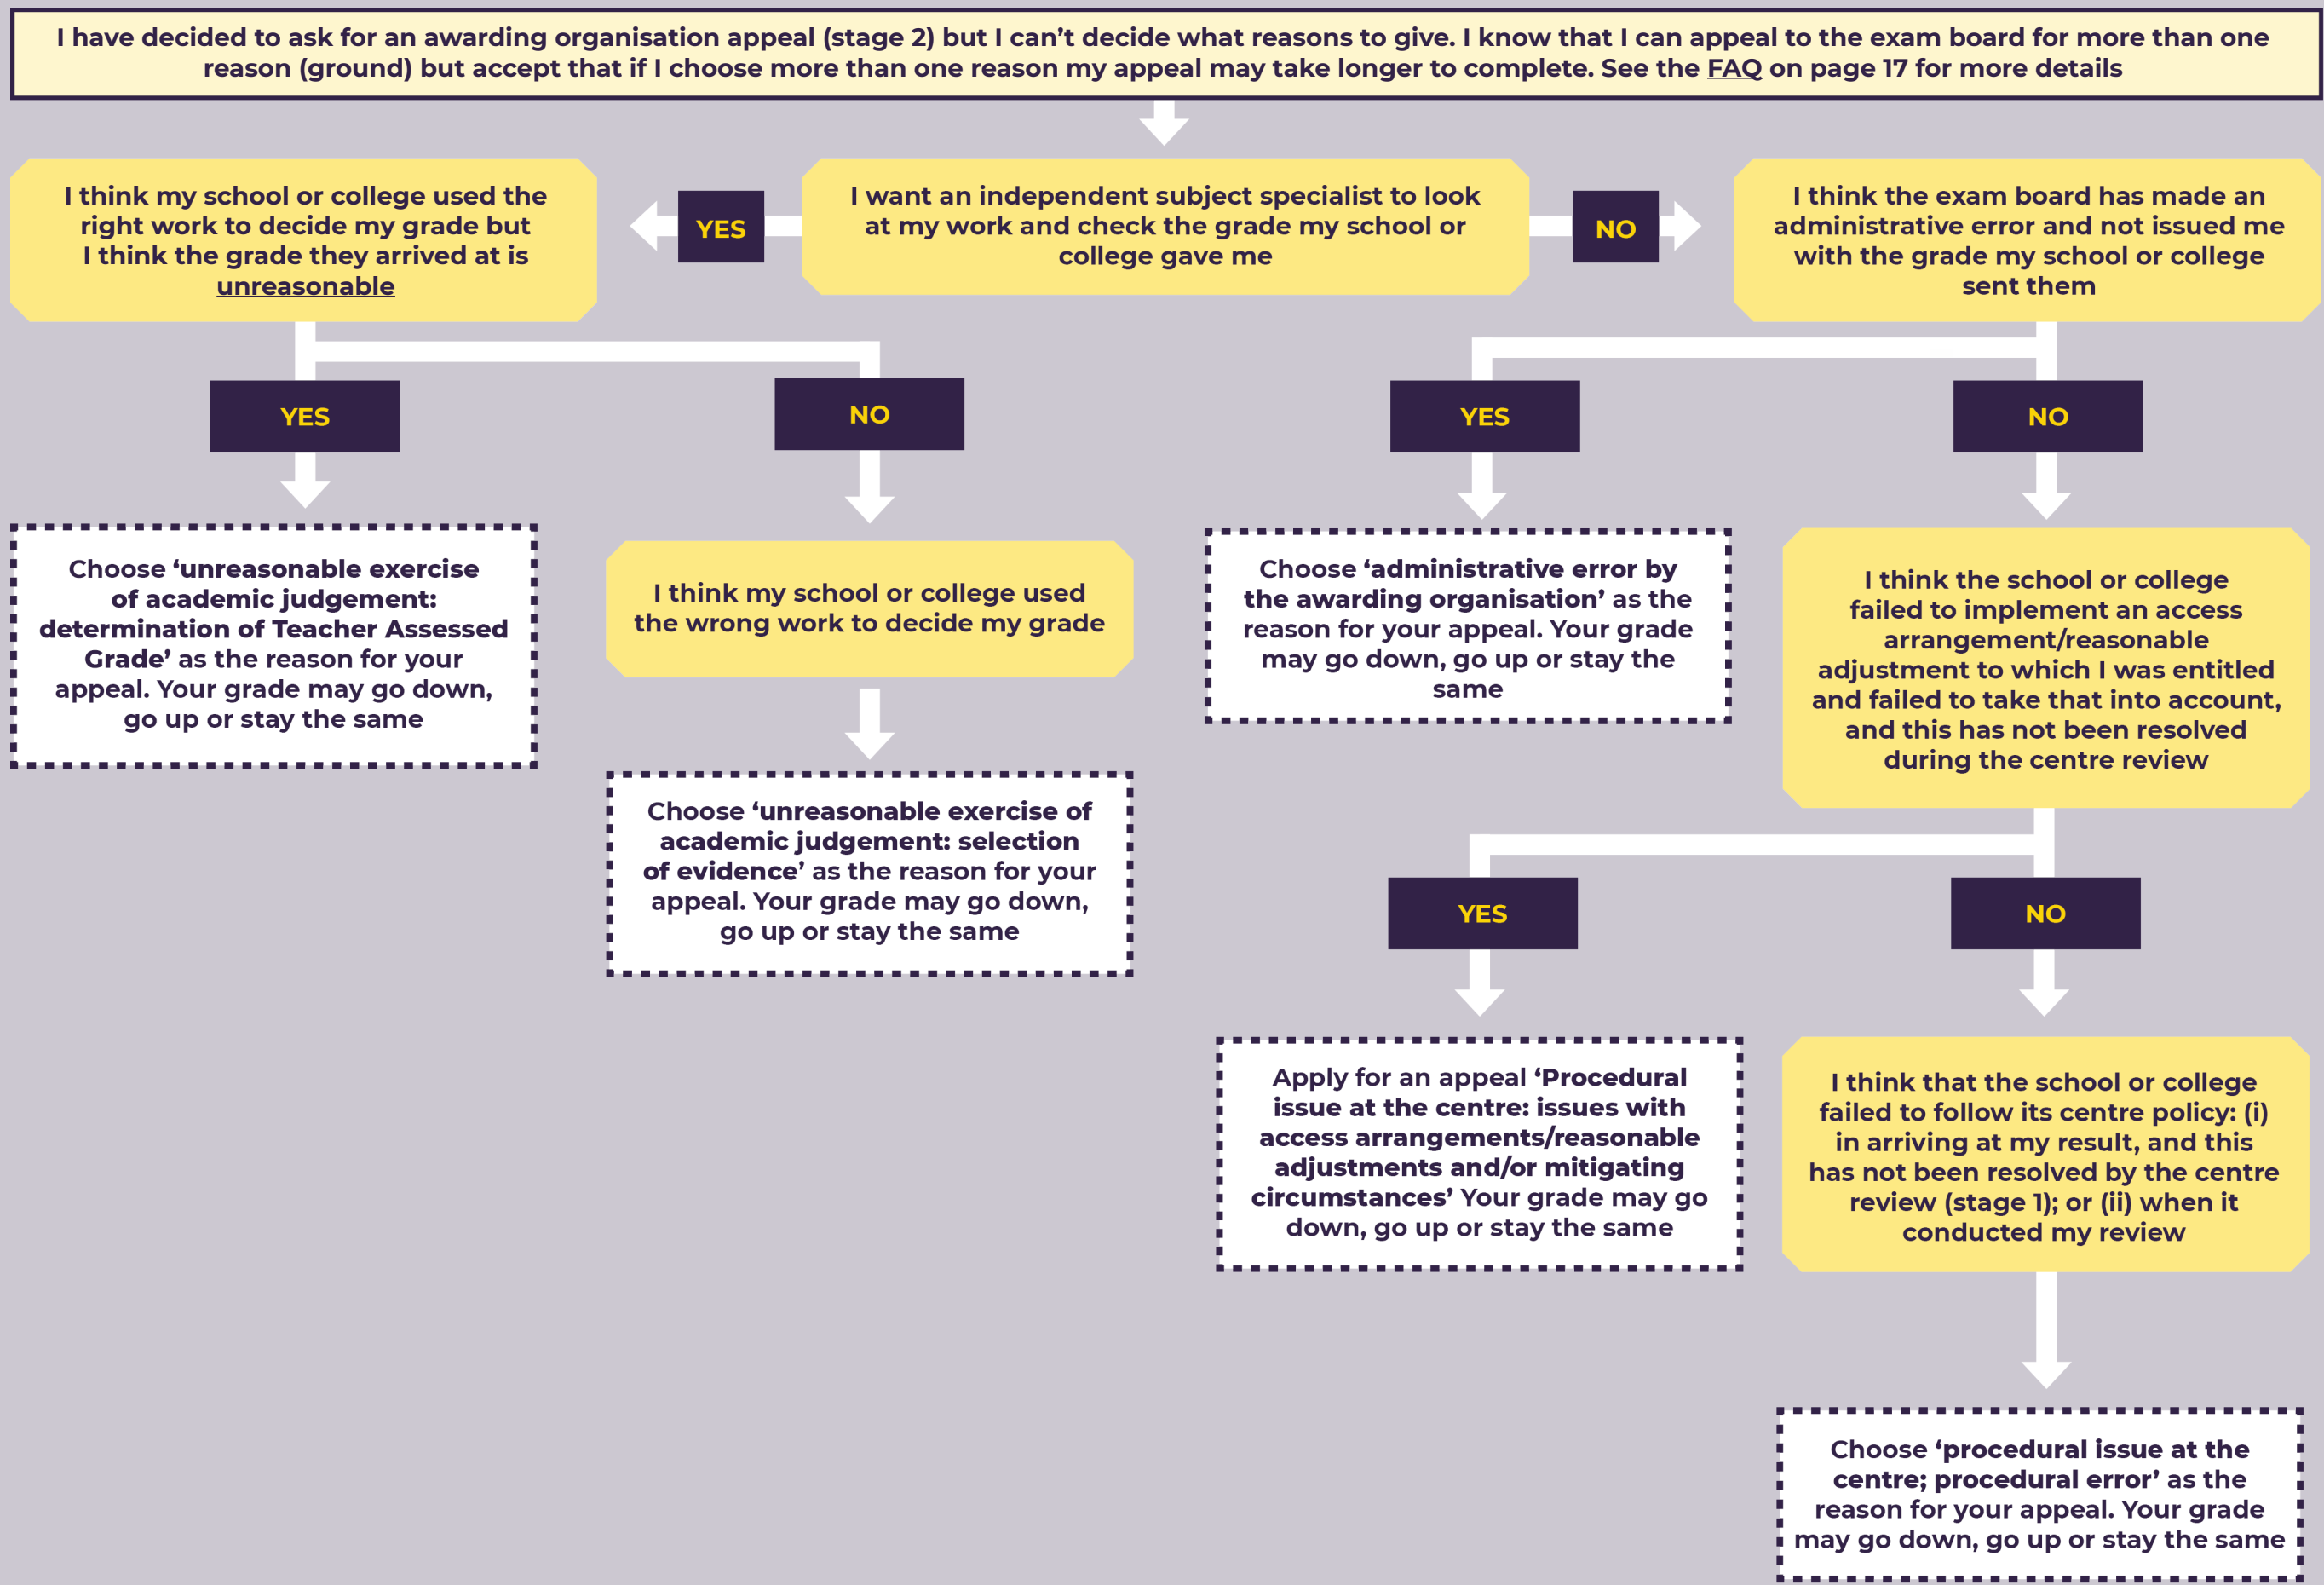 I have decided to ask for an awarding organisation appeal (stage 2) but I can’t decide what reasons to give. I know that I can appeal to the exam board for more than one
reason (ground) but accept that if I choose more than one reason my appeal may take longer to complete. See the FAQ on page 17 for more details
I think my school or college used the
right work to decide my grade but
I think the grade they arrived at is
unreasonable
YES
I want an independent subject specialist to look
at my work and check the grade my school or
college gave me
NO
I think the exam board has made an
administrative error and not issued me
with the grade my school or college
sent them
YES
NO
YES
NO
Choose ‘unreasonable exercise
of academic judgement:
determination of Teacher Assessed
Grade’ as the reason for your
appeal. Your grade may go down,
go up or stay the same
I think my school or college used
the wrong work to decide my grade
Choose ‘administrative error by
the awarding organisation’ as the
reason for your appeal. Your grade
may go down, go up or stay the
same
I think the school or college
failed to implement an access
arrangement/reasonable
adjustment to which I was entitled
and failed to take that into account,
and this has not been resolved
during the centre review
Choose ‘unreasonable exercise of
academic judgement: selection
of evidence’ as the reason for your
appeal. Your grade may go down,
go up or stay the same
YES
NO
Apply for an appeal ‘Procedural
issue at the centre: issues with
access arrangements/reasonable
adjustments and/or mitigating
circumstances’ Your grade may go
down, go up or stay the same
I think that the school or college
failed to follow its centre policy: (i)
in arriving at my result, and this
has not been resolved by the centre
review (stage 1); or (ii) when it
conducted my review
Choose ‘procedural issue at the
centre; procedural error’ as the
reason for your appeal. Your grade
may go down, go up or stay the same